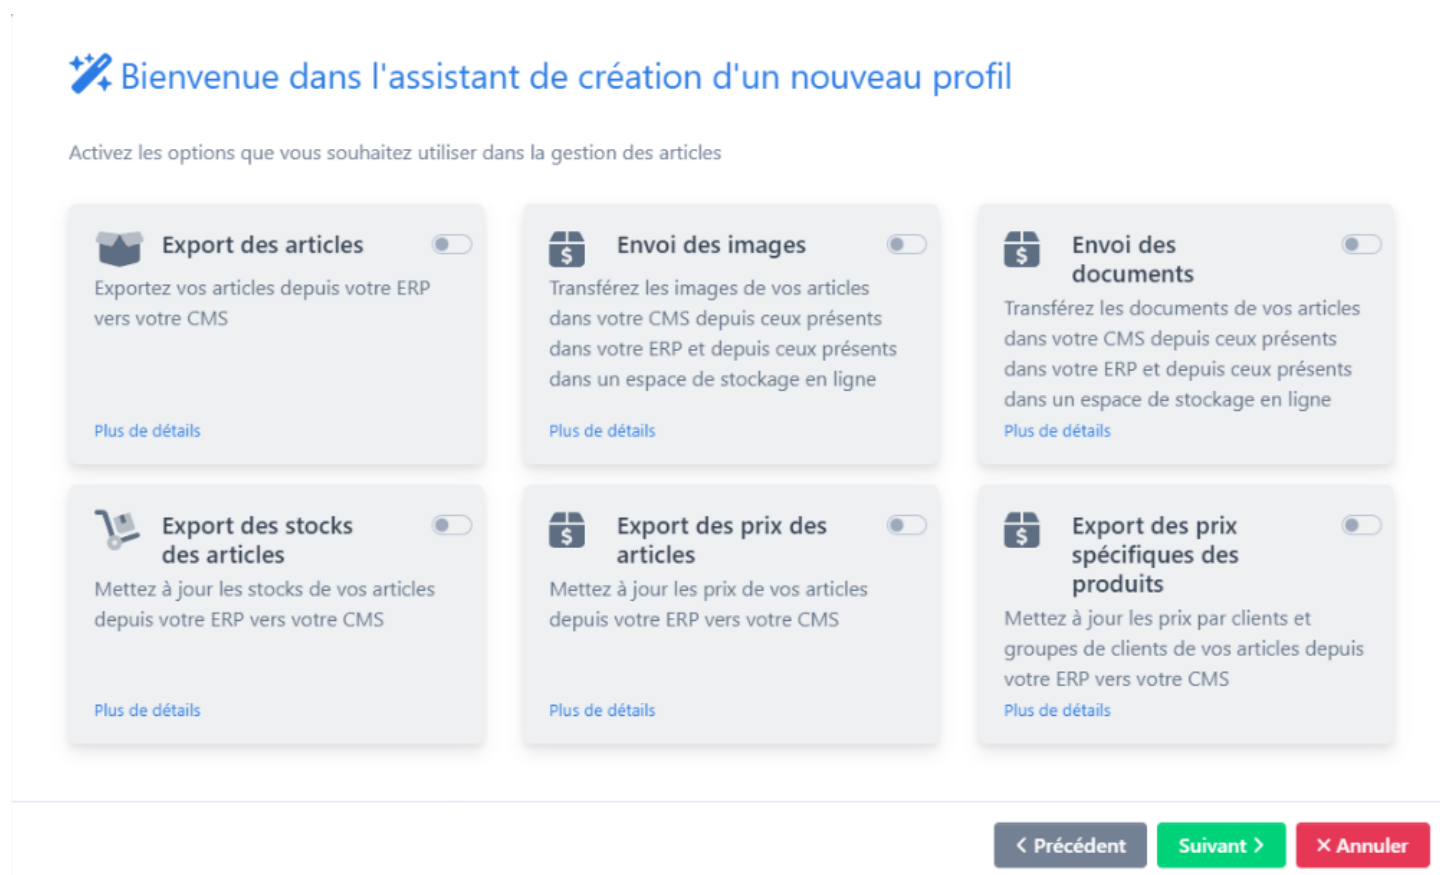 Bienvenue dans l'assistant de création d'un nouveau profil
Activez les options que vous souhaitez utiliser dans la gestion des articles
Export des articles
Exportez vos articles depuis votre ERP
vers votre CMS
Plus de détails
Envoi des images
Transférez les images de vos articles
dans votre CMS depuis ceux présents
dans votre ERP et depuis ceux présents
dans un espace de stockage en ligne
Plus de détails
Envoi des
documents
Transférez les documents de vos articles
dans votre CMS depuis ceux présents
dans votre ERP et depuis ceux présents
dans un espace de stockage en ligne
Plus de détails
Export des stocks
des articles
Mettez à jour les stocks de vos articles
depuis votre ERP vers votre CMS
Plus de détails
Export des prix des
articles
Mettez à jour les prix de vos articles
depuis votre ERP vers votre CMS
Plus de détails
Export des prix
spécifiques des
produits
Mettez à jour les prix par clients et
groupes de clients de vos articles depuis
votre ERP vers votre CMS
Plus de détails
Précédent
Suivant
Annuler